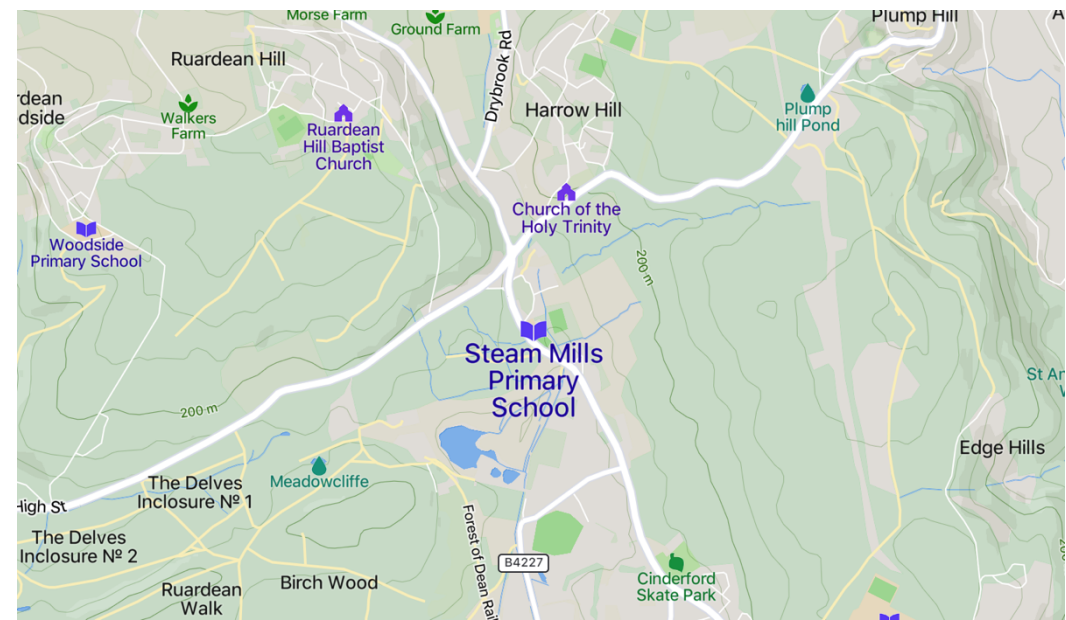 Morse Farm
Ground Farm
Plump Hill
Ruardean Hill
Drybrook Rd
rdean
dside
Walkers
Farm
Ruardean
Hill Baptist
Church
Harrow Hill
Plump
hill Pond
Church of the
Holy Trinity
Woodside
Primary School
200 m
Steam Mills
Primary
School
St An
200 m
Edge Hills
The Delves
Inclosure Nº 1
Meadowcliffe
High St
The Delves
Inclosure Nº 2
Forest of Dean Rail
B4227
Birch Wood
Ruardean
Walk
Cinderford
Skate Park